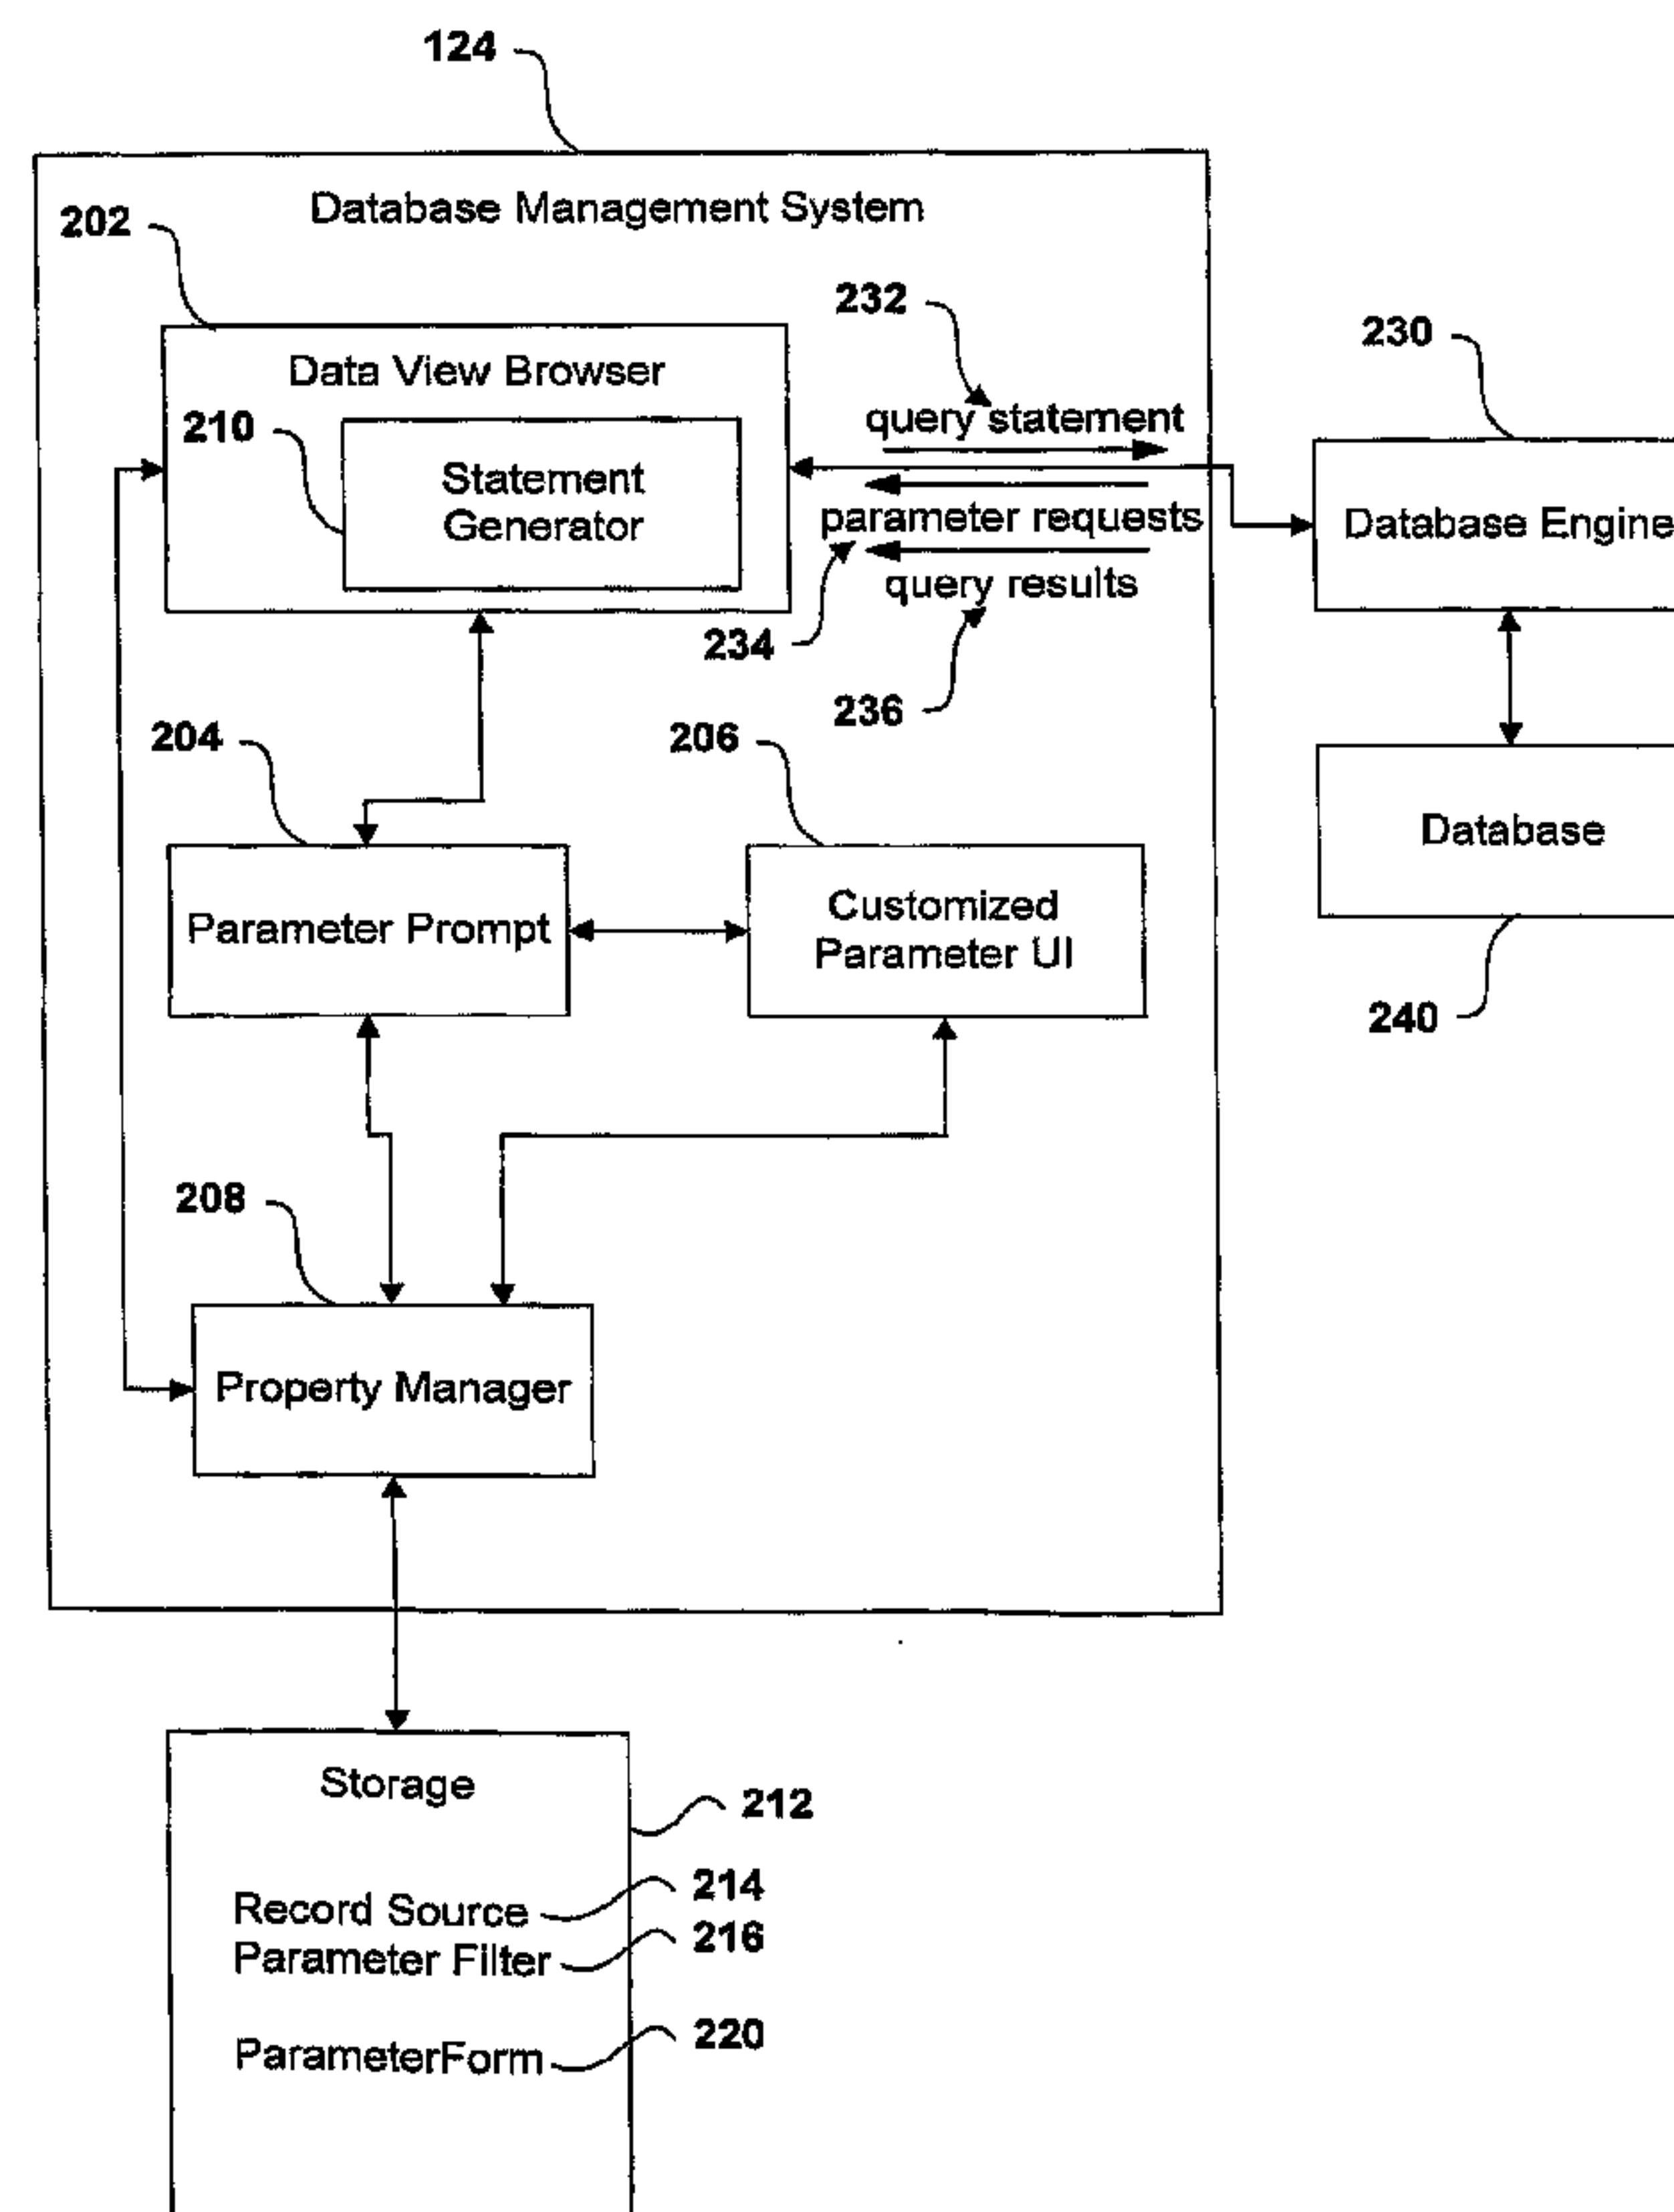 124
Database Management System
202
232
230
Data View Browser
210
query statement
Statement
Generator
parameter requests
Database Engine
query results
234
236
204
206
Database
Parameter Prompt
Customized
Parameter UI
240
208
Property Manager
Storage
212
214
Record Source
216
Parameter Filter
220
ParameterForm